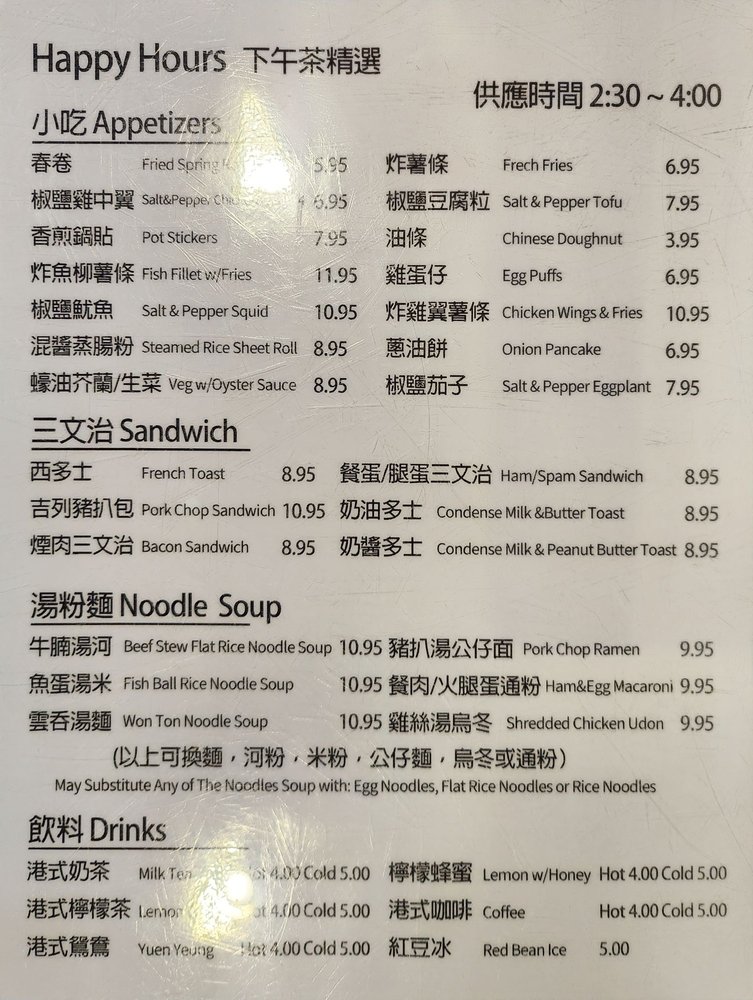 Happy Hours 下午茶精選
供應時間 2:30 ~ 4:00
小吃 Appetizers
春卷 Fried Spring 5.95 炸薯條 Frech Fries 6.95
椒鹽雞中翼 Salt&Pepper 6.95 椒鹽豆腐粒 Salt & Pepper Tofu 7.95
香煎鍋貼 Pot Stickers 7.95 油條 Chinese Doughnut 3.95
炸魚柳薯條 Fish Fillet w/Fries 11.95 雞蛋仔 Egg Puffs 6.95
椒鹽魷魚 Salt & Pepper Squid 10.95 炸雞翼薯條 Chicken Wings & Fries 10.95
混醬蒸腸粉 Steamed Rice Sheet Roll 8.95 蔥油餅 Onion Pancake 6.95
蠔油芥蘭/生菜 Veg w/Oyster Sauce 8.95 椒鹽茄子 Salt & Pepper Eggplant 7.95
三文治 Sandwich
西多士 French Toast 8.95 餐蛋/腿蛋三文治 Ham/Spam Sandwich 8.95
吉列豬扒包 Pork Chop Sandwich 10.95 奶油多士 Condense Milk &Butter Toast 8.95
煙肉三文治 Bacon Sandwich 8.95 奶醬多士 Condense Milk & Peanut Butter Toast 8.95
湯粉麵 Noodle Soup
牛腩湯河 Beef Stew Flat Rice Noodle Soup 10.95 豬扒湯公仔面 Pork Chop Ramen 9.95
魚蛋湯米 Fish Ball Rice Noodle Soup 10.95 餐肉/火腿蛋通粉 Ham&Egg Macaroni 9.95
雲吞湯麵 Won Ton Noodle Soup 10.95 雞絲湯烏冬 Shredded Chicken Udon 9.95
(以上可換麵，河粉，米粉，公仔麵，烏冬或通粉)
May Substitute Any of The Noodles Soup with: Egg Noodles, Flat Rice Noodles or Rice Noodles
飲料 Drinks
港式奶茶 Milk Tea Hot 4.00 Cold 5.00 檸檬蜂蜜 Lemon w/Honey Hot 4.00 Cold 5.00
港式檸檬茶 Lemon Hot 4.00 Cold 5.00 港式咖啡 Coffee Hot 4.00 Cold 5.00
港式鴛鴦 Yuen Yeung Hot 4.00 Cold 5.00 紅豆冰 Red Bean Ice 5.00